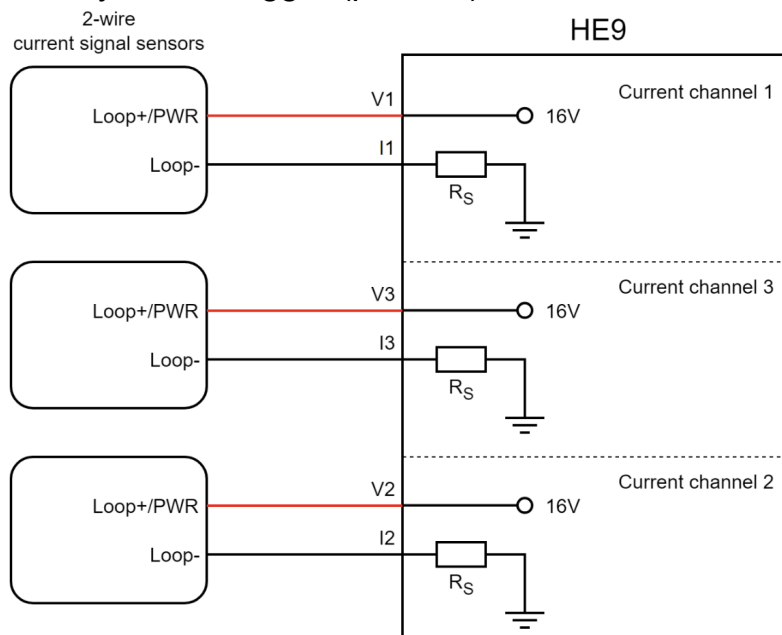 2-wire
current signal sensors
HE9
Loop+/PWR
V1
16V
Current channel 1
Loop-
I1
RS
Loop+/PWR
V3
16V
Current channel 3
Loop-
I3
RS
Loop+/PWR
V2
16V
Current channel 2
Loop-
I2
RS